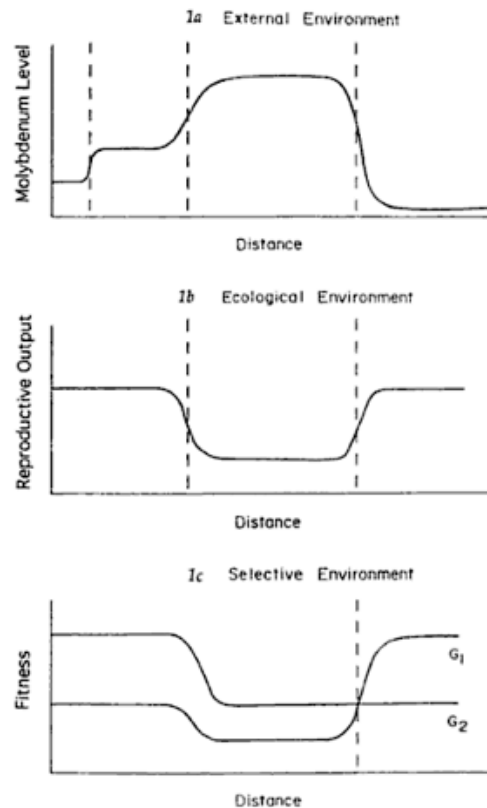 1a External Environment
Molybdenum Level
Distance
1b Ecological Environment
Reproductive Output
Distance
1c Selective Environment
Fitness
G1
G2
Distance